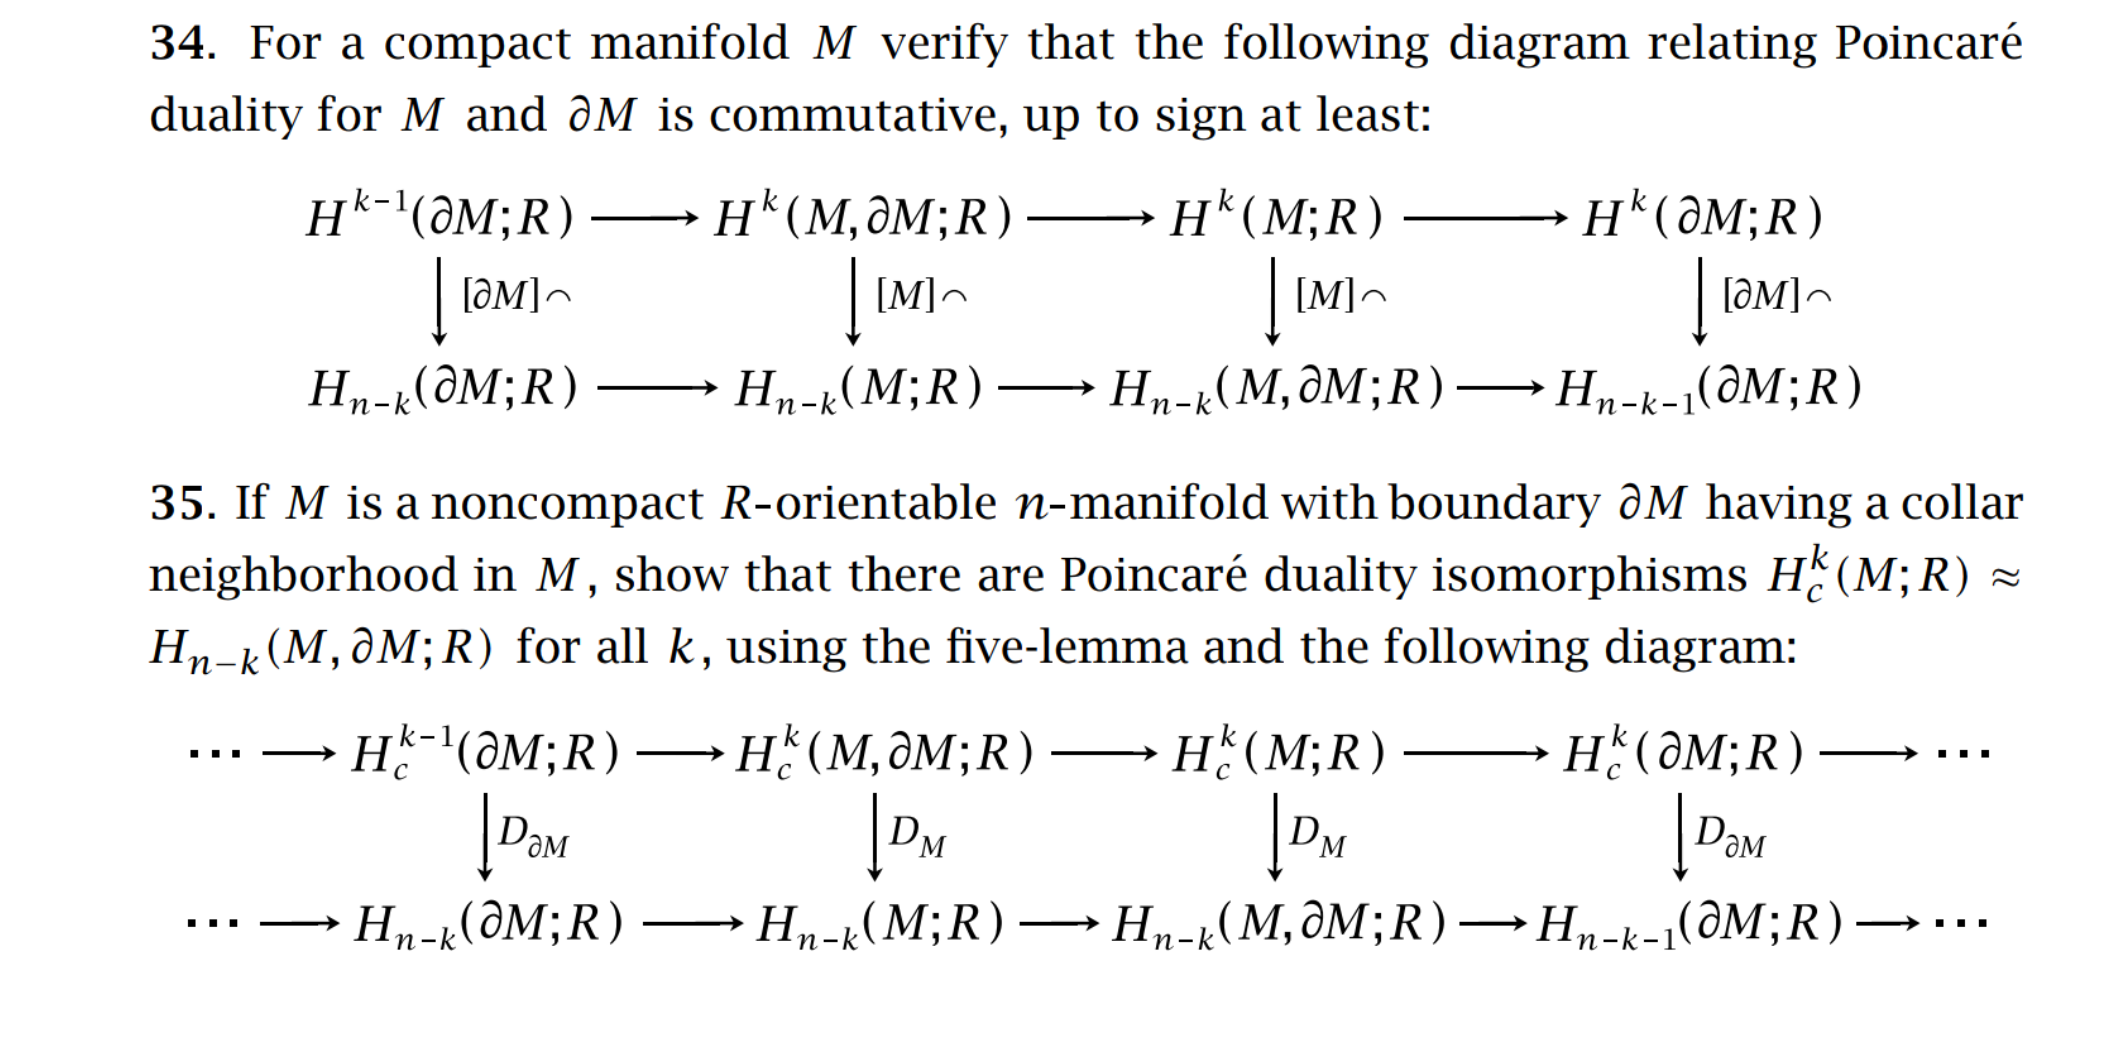 34. For a compact manifold M verify that the following diagram relating Poincaré
duality for M and ∂M is commutative, up to sign at least:
H^{k-1}(∂M;R) ⟶ H^k(M,∂M;R) ⟶ H^k(M;R) ⟶ H^k(∂M;R)
↓ [∂M]⌢ ↓ [M]⌢ ↓ [M]⌢ ↓ [∂M]⌢
H_{n-k}(∂M;R) ⟶ H_{n-k}(M;R) ⟶ H_{n-k}(M,∂M;R) ⟶ H_{n-k-1}(∂M;R)
35. If M is a noncompact R-orientable n-manifold with boundary ∂M having a collar
neighborhood in M, show that there are Poincaré duality isomorphisms H_c^k(M;R) ≈
H_{n-k}(M,∂M;R) for all k, using the five-lemma and the following diagram:
⋯ ⟶ H_c^{k-1}(∂M;R) ⟶ H_c^k(M,∂M;R) ⟶ H_c^k(M;R) ⟶ H_c^k(∂M;R) ⟶ ⋯
↓ D_{∂M} ↓ D_M ↓ D_M ↓ D_{∂M}
⋯ ⟶ H_{n-k}(∂M;R) ⟶ H_{n-k}(M;R) ⟶ H_{n-k}(M,∂M;R) ⟶ H_{n-k-1}(∂M;R) ⟶ ⋯